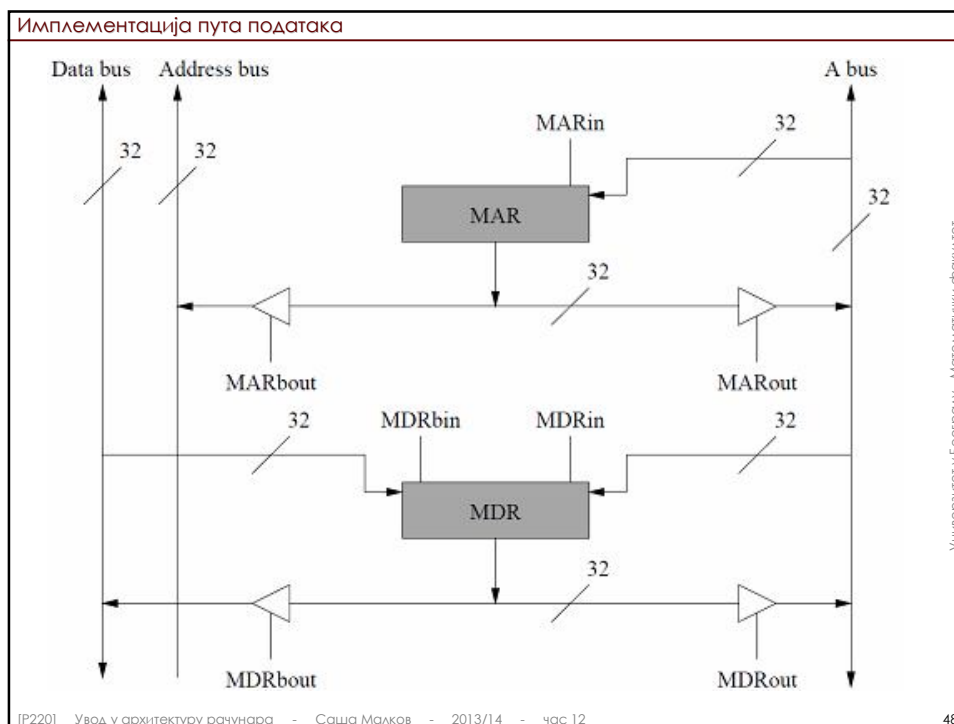 Имплементација пута података
Data bus Address bus A bus
MARin
32
32 32
32
MAR
32
MARbout MARout
MDRbin MDRin
32 32
MDR
32
MDRbout MDRout
[P220] Увод у архитектуру рачунара - Саша Малков - 2013/14 - час 12
48